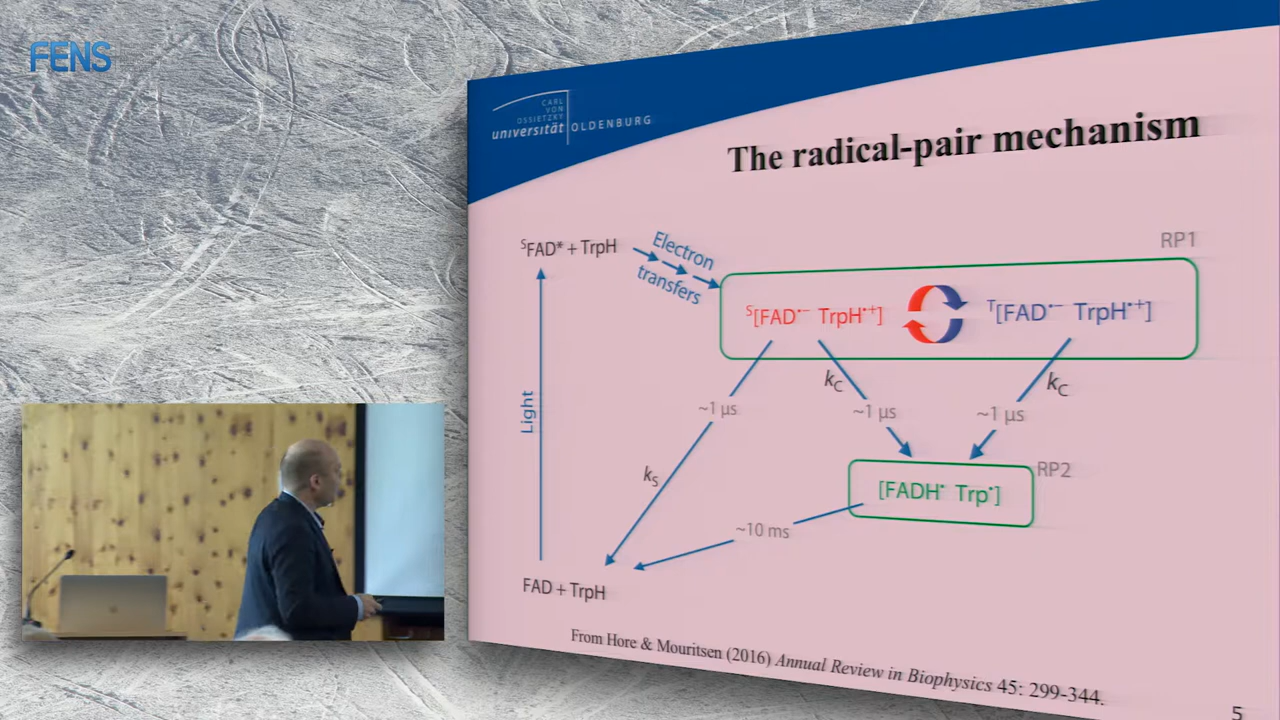 FENS
CARL
VON
OSSIETZKY
universität OLDENBURG
The radical-pair mechanism
RP1
SFAD* + TrpH
Electron
transfers
S[FAD•− TrpH•+]
T[FAD•− TrpH•+]
kC
kC
Light
~1 µs
~1 µs
~1 µs
kS
RP2
[FADH• Trp•]
~10 ms
FAD + TrpH
From Hore & Mouritsen (2016) Annual Review in Biophysics 45: 299-344.
5